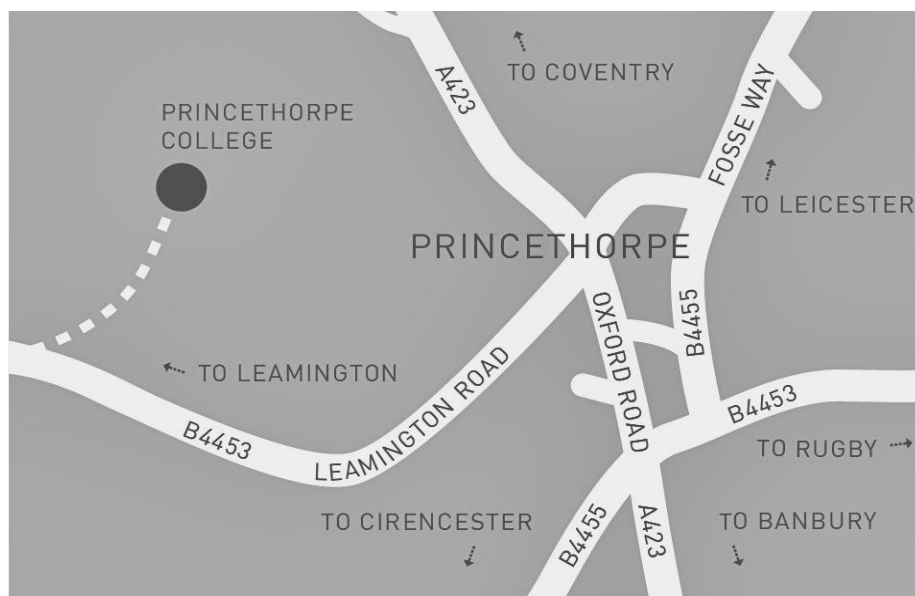 A423
TO COVENTRY
FOSSE WAY
PRINCETHORPE
COLLEGE
TO LEICESTER
PRINCETHORPE
OXFORD ROAD
B4455
TO LEAMINGTON
LEAMINGTON ROAD
B4453
B4453
TO RUGBY
TO CIRENCESTER
B4455
A423
TO BANBURY